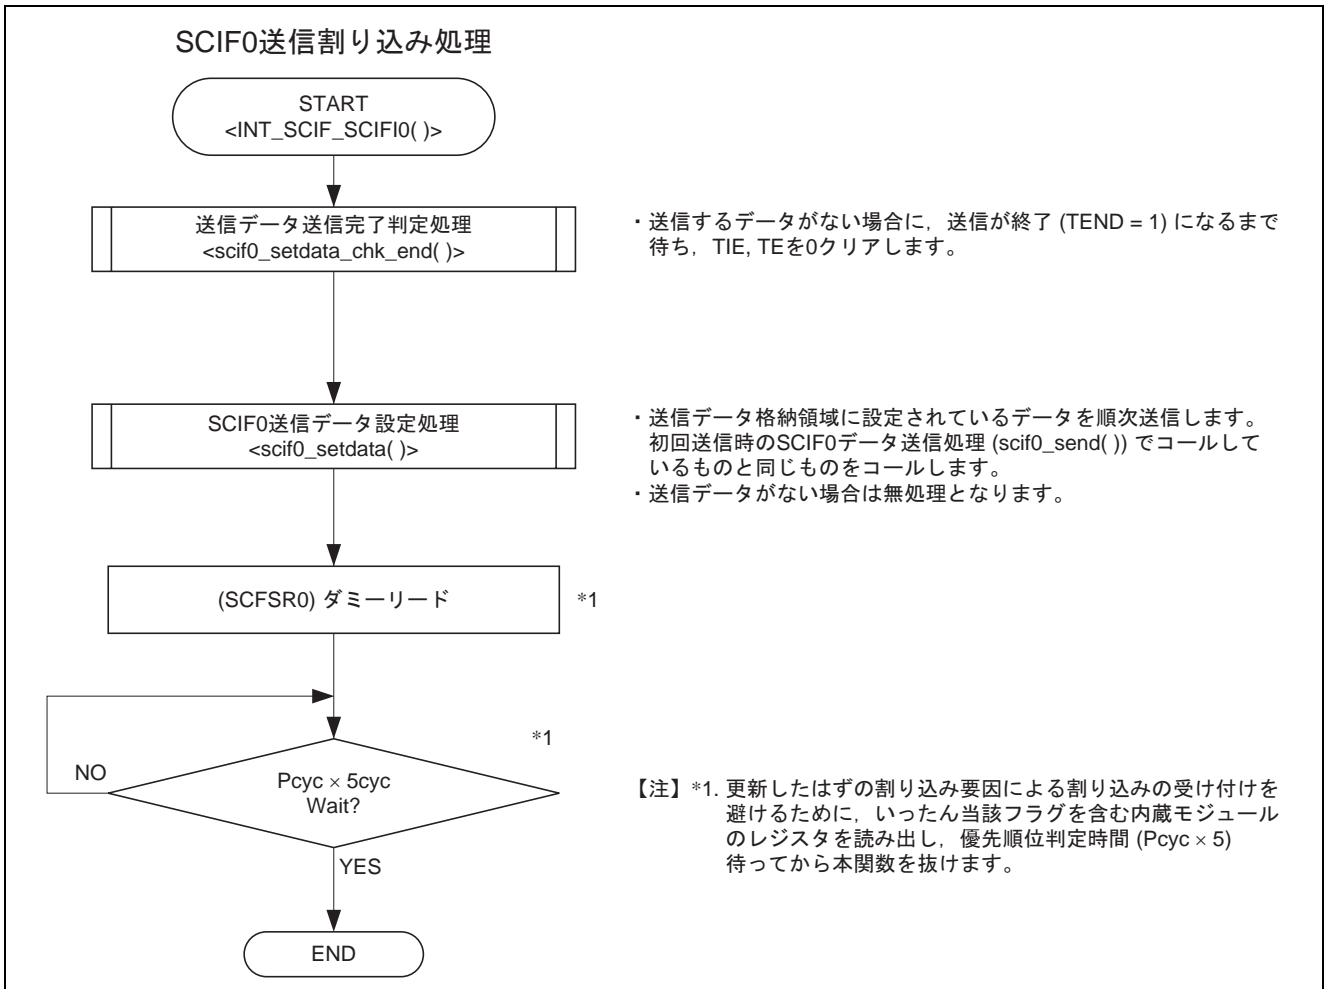 SCIF0送信割り込み処理
START
<INT_SCIF_SCIFI0( )>
送信データ送信完了判定処理
<scif0_setdata_chk_end( )>
・送信するデータがない場合に，送信が終了 (TEND = 1) になるまで
待ち，TIE, TEを0クリアします。
SCIF0送信データ設定処理
<scif0_setdata( )>
・送信データ格納領域に設定されているデータを順次送信します。
初回送信時のSCIF0データ送信処理 (scif0_send( )) でコールして
いるものと同じものをコールします。
・送信データがない場合は無処理となります。
(SCFSR0) ダミーリード
*1
*1
NO
Pcyc × 5cyc
Wait?
YES
END
【注】*1. 更新したはずの割り込み要因による割り込みの受け付けを
避けるために，いったん当該フラグを含む内蔵モジュール
のレジスタを読み出し，優先順位判定時間 (Pcyc × 5)
待ってから本関数を抜けます。